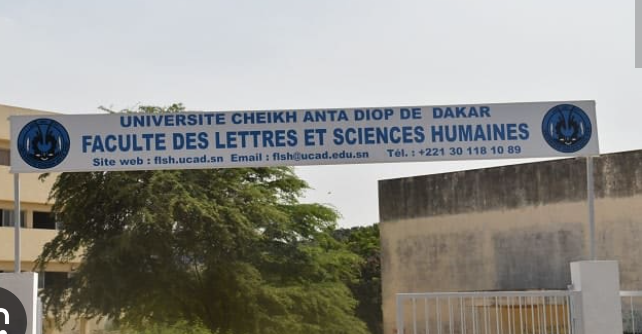 UNIVERSITE CHEIKH ANTA DIOP DE DAKAR
FACULTE DES LETTRES ET SCIENCES HUMAINES
Site web : flsh.ucad.sn Email : flsh@ucad.edu.sn Tél. : +221 30 118 10 89